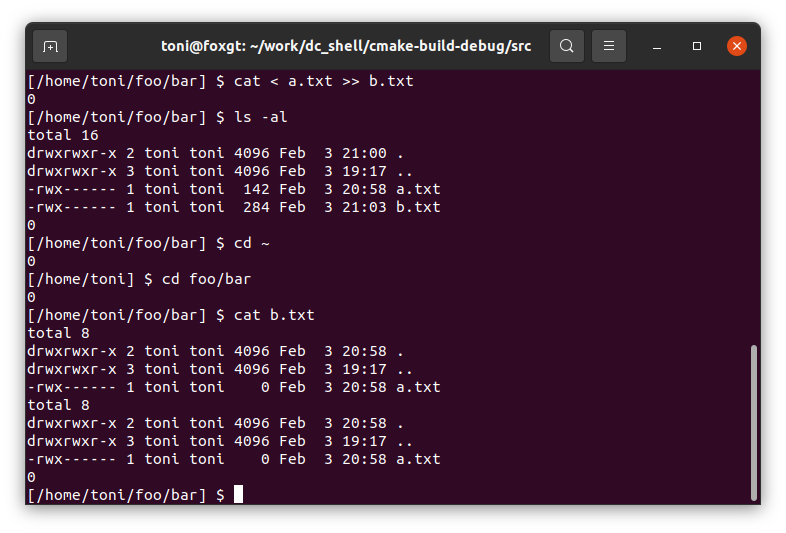 toni@foxgt: ~/work/dc_shell/cmake-build-debug/src
[/home/toni/foo/bar] $ cat < a.txt >> b.txt
0
[/home/toni/foo/bar] $ ls -al
total 16
drwxrwxr-x 2 toni toni 4096 Feb  3 21:00 .
drwxrwxr-x 3 toni toni 4096 Feb  3 19:17 ..
-rwx------ 1 toni toni  142 Feb  3 20:58 a.txt
-rwx------ 1 toni toni  284 Feb  3 21:03 b.txt
0
[/home/toni/foo/bar] $ cd ~
0
[/home/toni] $ cd foo/bar
0
[/home/toni/foo/bar] $ cat b.txt
total 8
drwxrwxr-x 2 toni toni 4096 Feb  3 20:58 .
drwxrwxr-x 3 toni toni 4096 Feb  3 19:17 ..
-rwx------ 1 toni toni    0 Feb  3 20:58 a.txt
total 8
drwxrwxr-x 2 toni toni 4096 Feb  3 20:58 .
drwxrwxr-x 3 toni toni 4096 Feb  3 19:17 ..
-rwx------ 1 toni toni    0 Feb  3 20:58 a.txt
0
[/home/toni/foo/bar] $